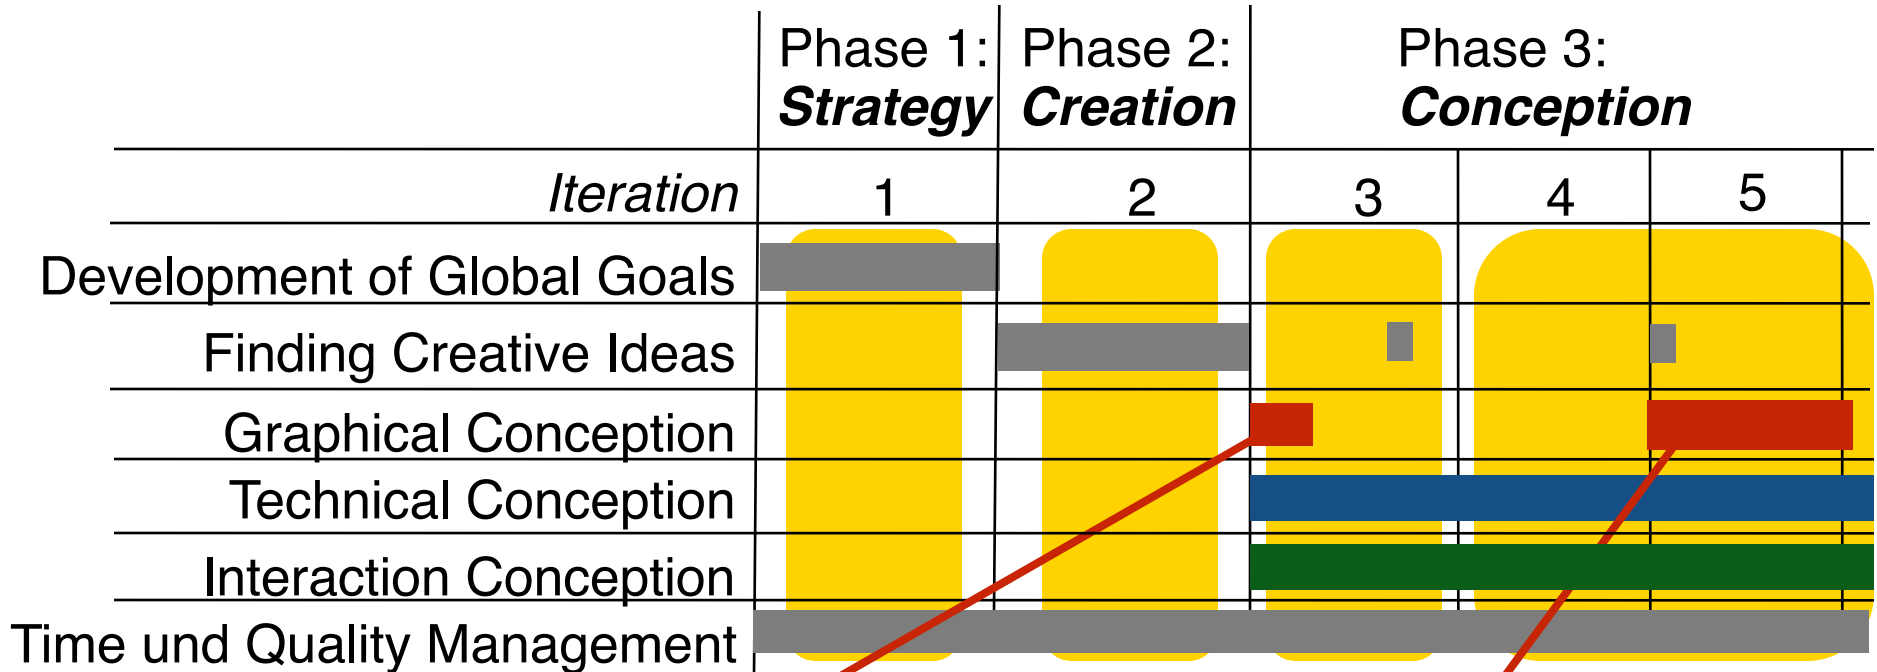 Phase 1: Phase 2: Phase 3:
Strategy Creation Conception
Iteration 1 2 3 4 5
Development of Global Goals
Finding Creative Ideas
Graphical Conception
Technical Conception
Interaction Conception
Time und Quality Management